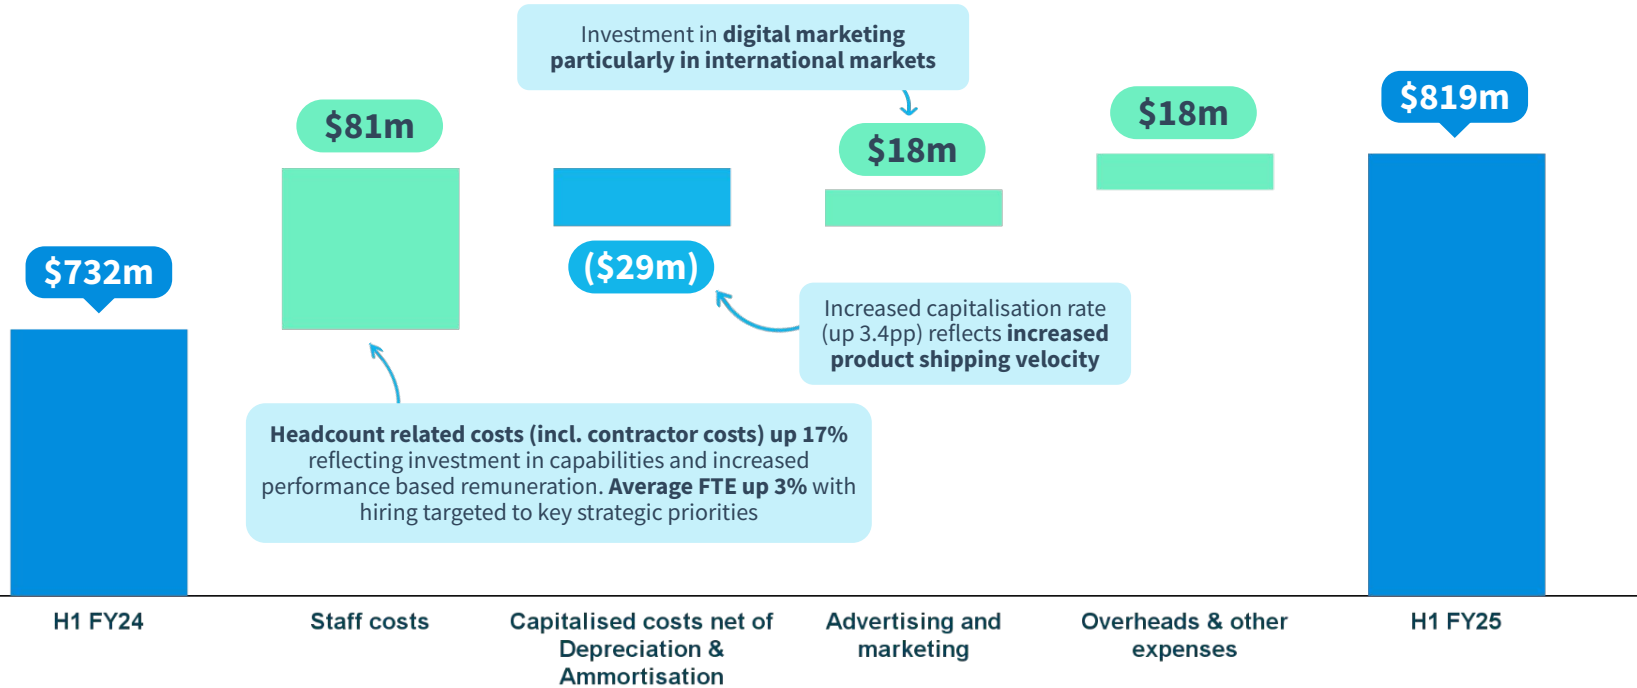 Investment in digital marketing
particularly in international markets
$81m
$18m
$18m
$819m
$732m
($29m)
Increased capitalisation rate
(up 3.4pp) reflects increased
product shipping velocity
Headcount related costs (incl. contractor costs) up 17%
reflecting investment in capabilities and increased
performance based remuneration. Average FTE up 3% with
hiring targeted to key strategic priorities
H1 FY24
Staff costs
Capitalised costs net of
Depreciation &
Ammortisation
Advertising and
marketing
Overheads & other
expenses
H1 FY25